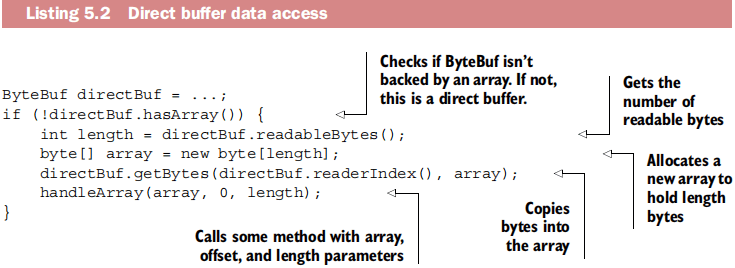 Listing 5.2 Direct buffer data access
Checks if ByteBuf isn't
backed by an array. If not,
this is a direct buffer.
Gets the
number of
readable bytes
ByteBuf directBuf = ...;
if (!directBuf.hasArray()) {
int length = directBuf.readableBytes();
byte[] array = new byte[length];
directBuf.getBytes(directBuf.readerIndex(), array);
handleArray(array, 0, length);
}
Allocates a
new array to
hold length
bytes
Copies
bytes into
the array
Calls some method with array,
offset, and length parameters